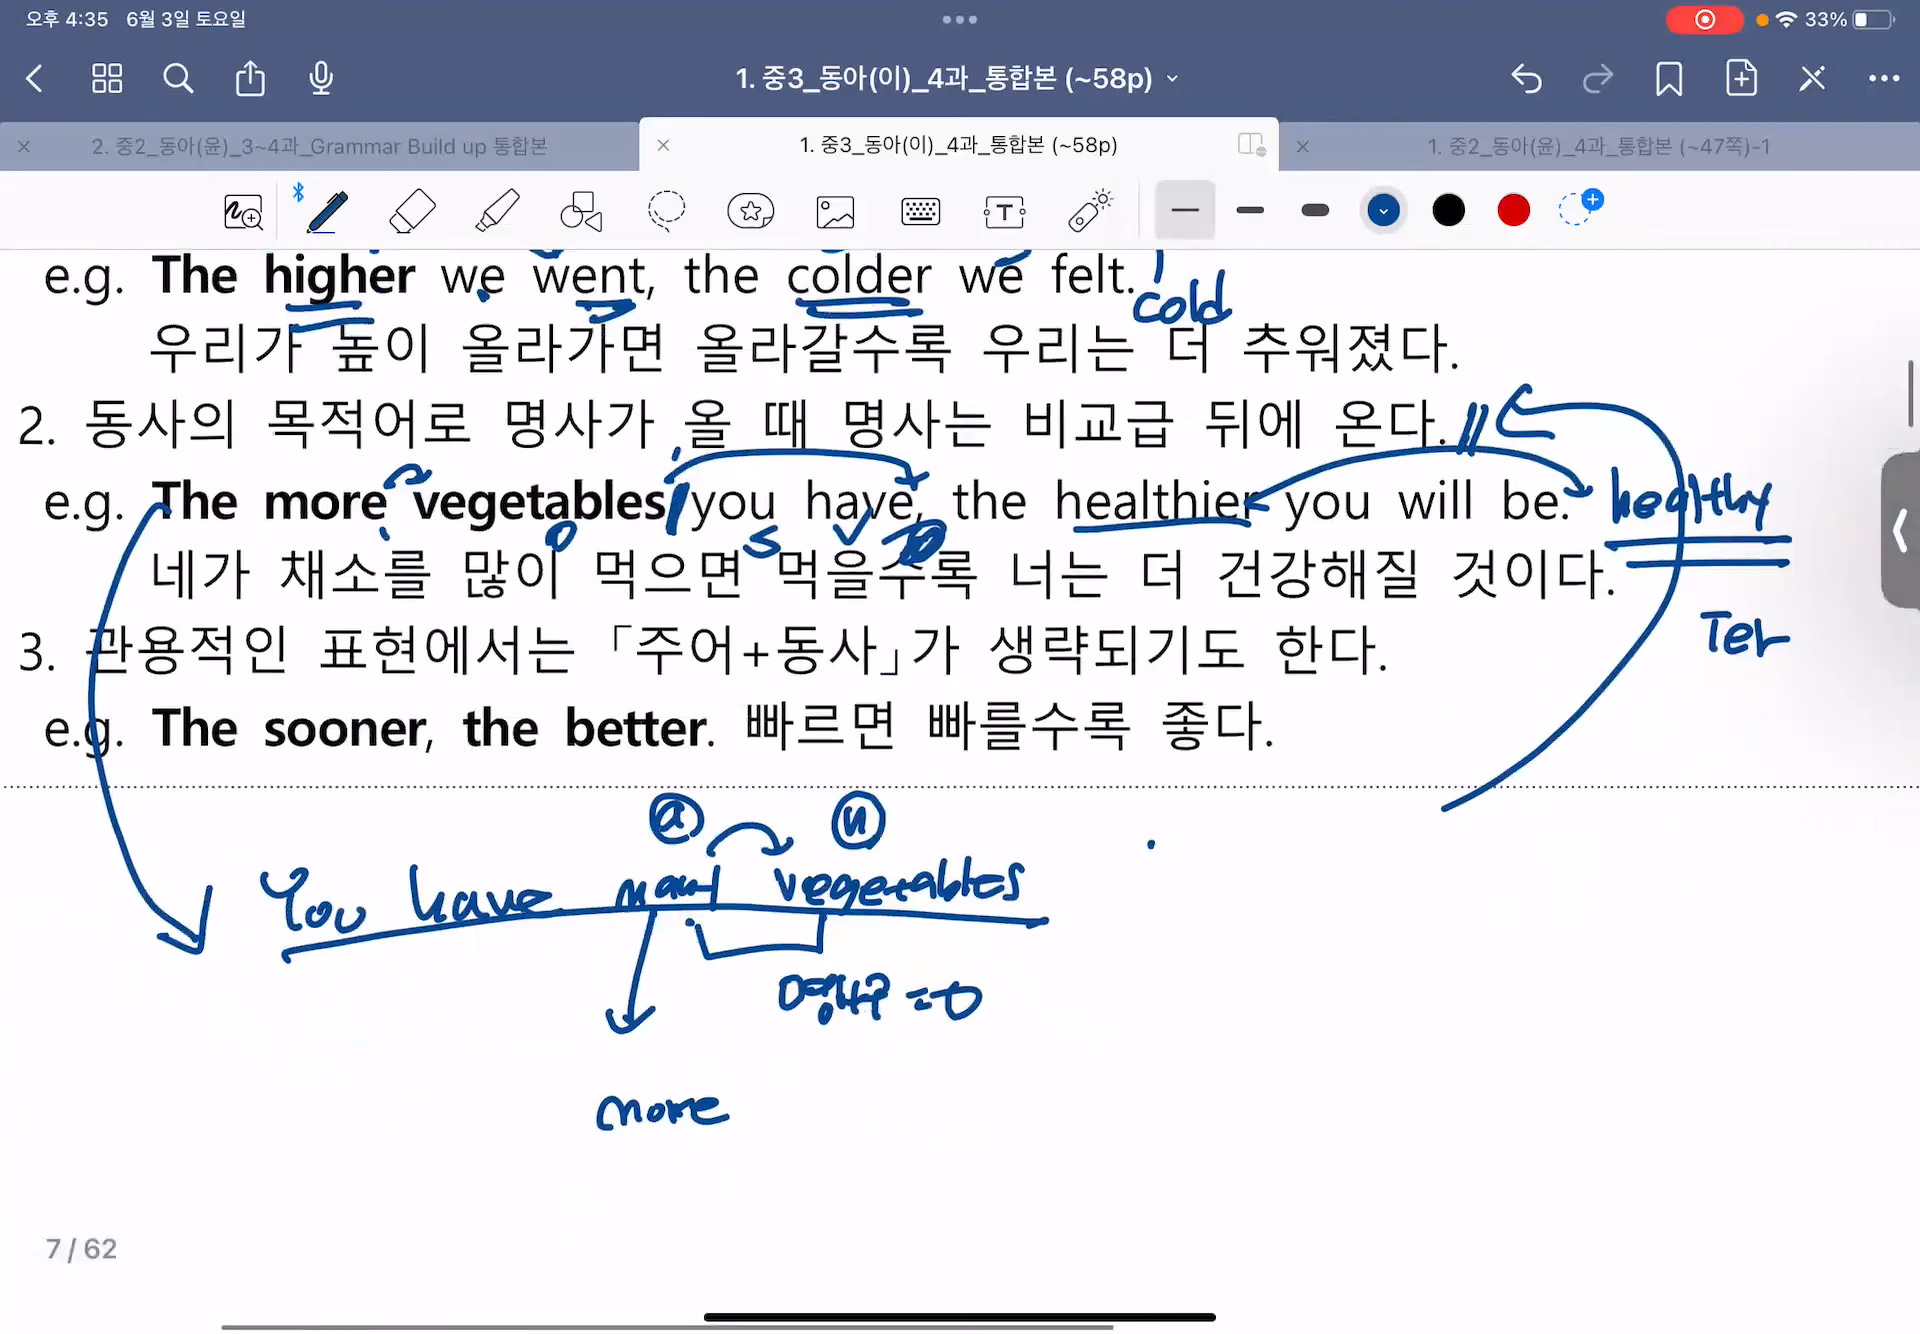 오후 4:35 6월 3일 토요일
33%
1. 중3_동아(이)_4과_통합본 (~58p)
2. 중2_동아(윤)_3~4과_Grammar Build up 통합본
1. 중3_동아(이)_4과_통합본 (~58p)
1. 중2_동아(윤)_4과_통합본 (~47쪽)-1
e.g. The higher we went, the colder we felt.
cold
우리가 높이 올라가면 올라갈수록 우리는 더 추워졌다.
2. 동사의 목적어로 명사가 올 때 명사는 비교급 뒤에 온다.
e.g. The more vegetables you have, the healthier you will be. healthy
O S V
네가 채소를 많이 먹으면 먹을수록 너는 더 건강해질 것이다.
ier
3. 관용적인 표현에서는 「주어+동사」가 생략되기도 한다.
e.g. The sooner, the better. 빠르면 빠를수록 좋다.
a n
You have many vegetables
명사구 = O
more
7 / 62